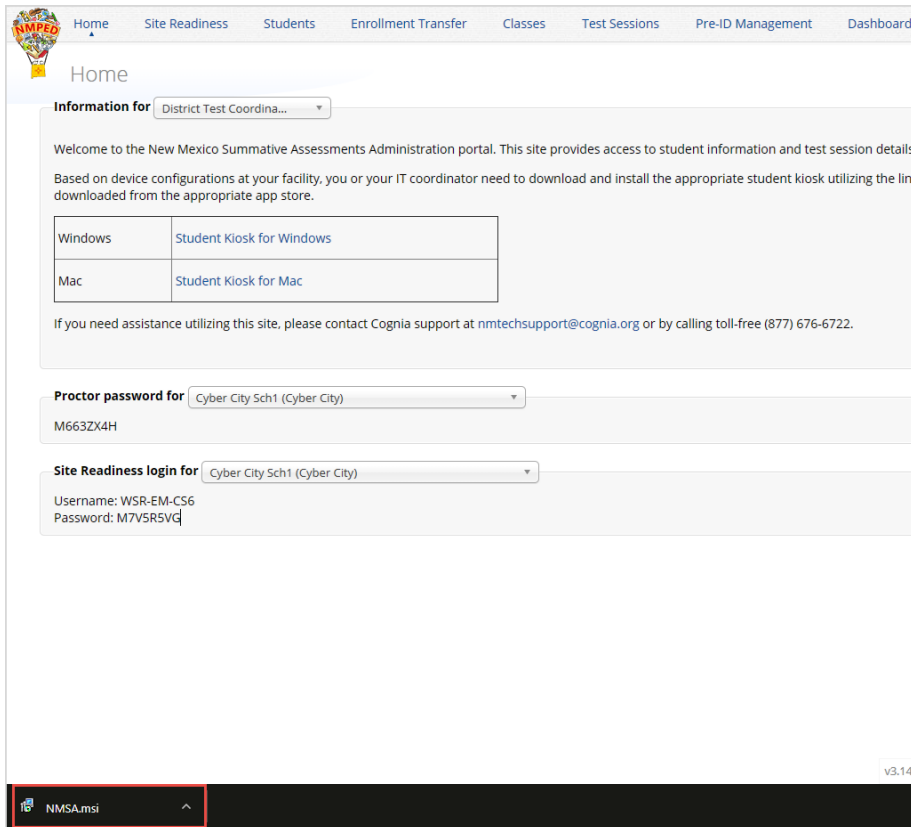 NMPED
Home Site Readiness Students Enrollment Transfer Classes Test Sessions Pre-ID Management Dashboard
Home
Information for District Test Coordina...
Welcome to the New Mexico Summative Assessments Administration portal. This site provides access to student information and test session details
Based on device configurations at your facility, you or your IT coordinator need to download and install the appropriate student kiosk utilizing the lin
downloaded from the appropriate app store.
Windows Student Kiosk for Windows
Mac Student Kiosk for Mac
If you need assistance utilizing this site, please contact Cognia support at nmtechsupport@cognia.org or by calling toll-free (877) 676-6722.
Proctor password for Cyber City Sch1 (Cyber City)
M663ZX4H
Site Readiness login for Cyber City Sch1 (Cyber City)
Username: WSR-EM-CS6
Password: M7V5R5VG
v3.14
NMSA.msi